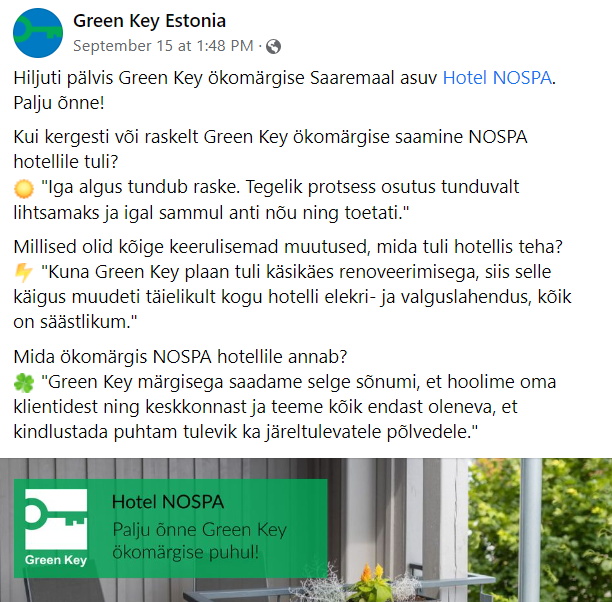 Green Key Estonia
September 15 at 1:48 PM ·
Hiljuti pälvis Green Key ökomärgise Saaremaal asuv Hotel NOSPA.
Palju õnne!
Kui kergesti või raskelt Green Key ökomärgise saamine NOSPA
hotellile tuli?
"Iga algus tundub raske. Tegelik protsess osutus tunduvalt
lihtsamaks ja igal sammul anti nõu ning toetati."
Millised olid kõige keerulisemad muutused, mida tuli hotellis teha?
"Kuna Green Key plaan tuli käsikäes renoveerimisega, siis selle
käigus muudeti täielikult kogu hotelli elekri- ja valguslahendus, kõik
on säästlikum."
Mida ökomärgis NOSPA hotellile annab?
"Green Key märgisega saadame selge sõnumi, et hoolime oma
klientidest ning keskkonnast ja teeme kõik endast oleneva, et
kindlustada puhtam tulevik ka järeltulevatele põlvedele."
Hotel NOSPA
Palju õnne Green Key
ökomärgise puhul!
Green Key